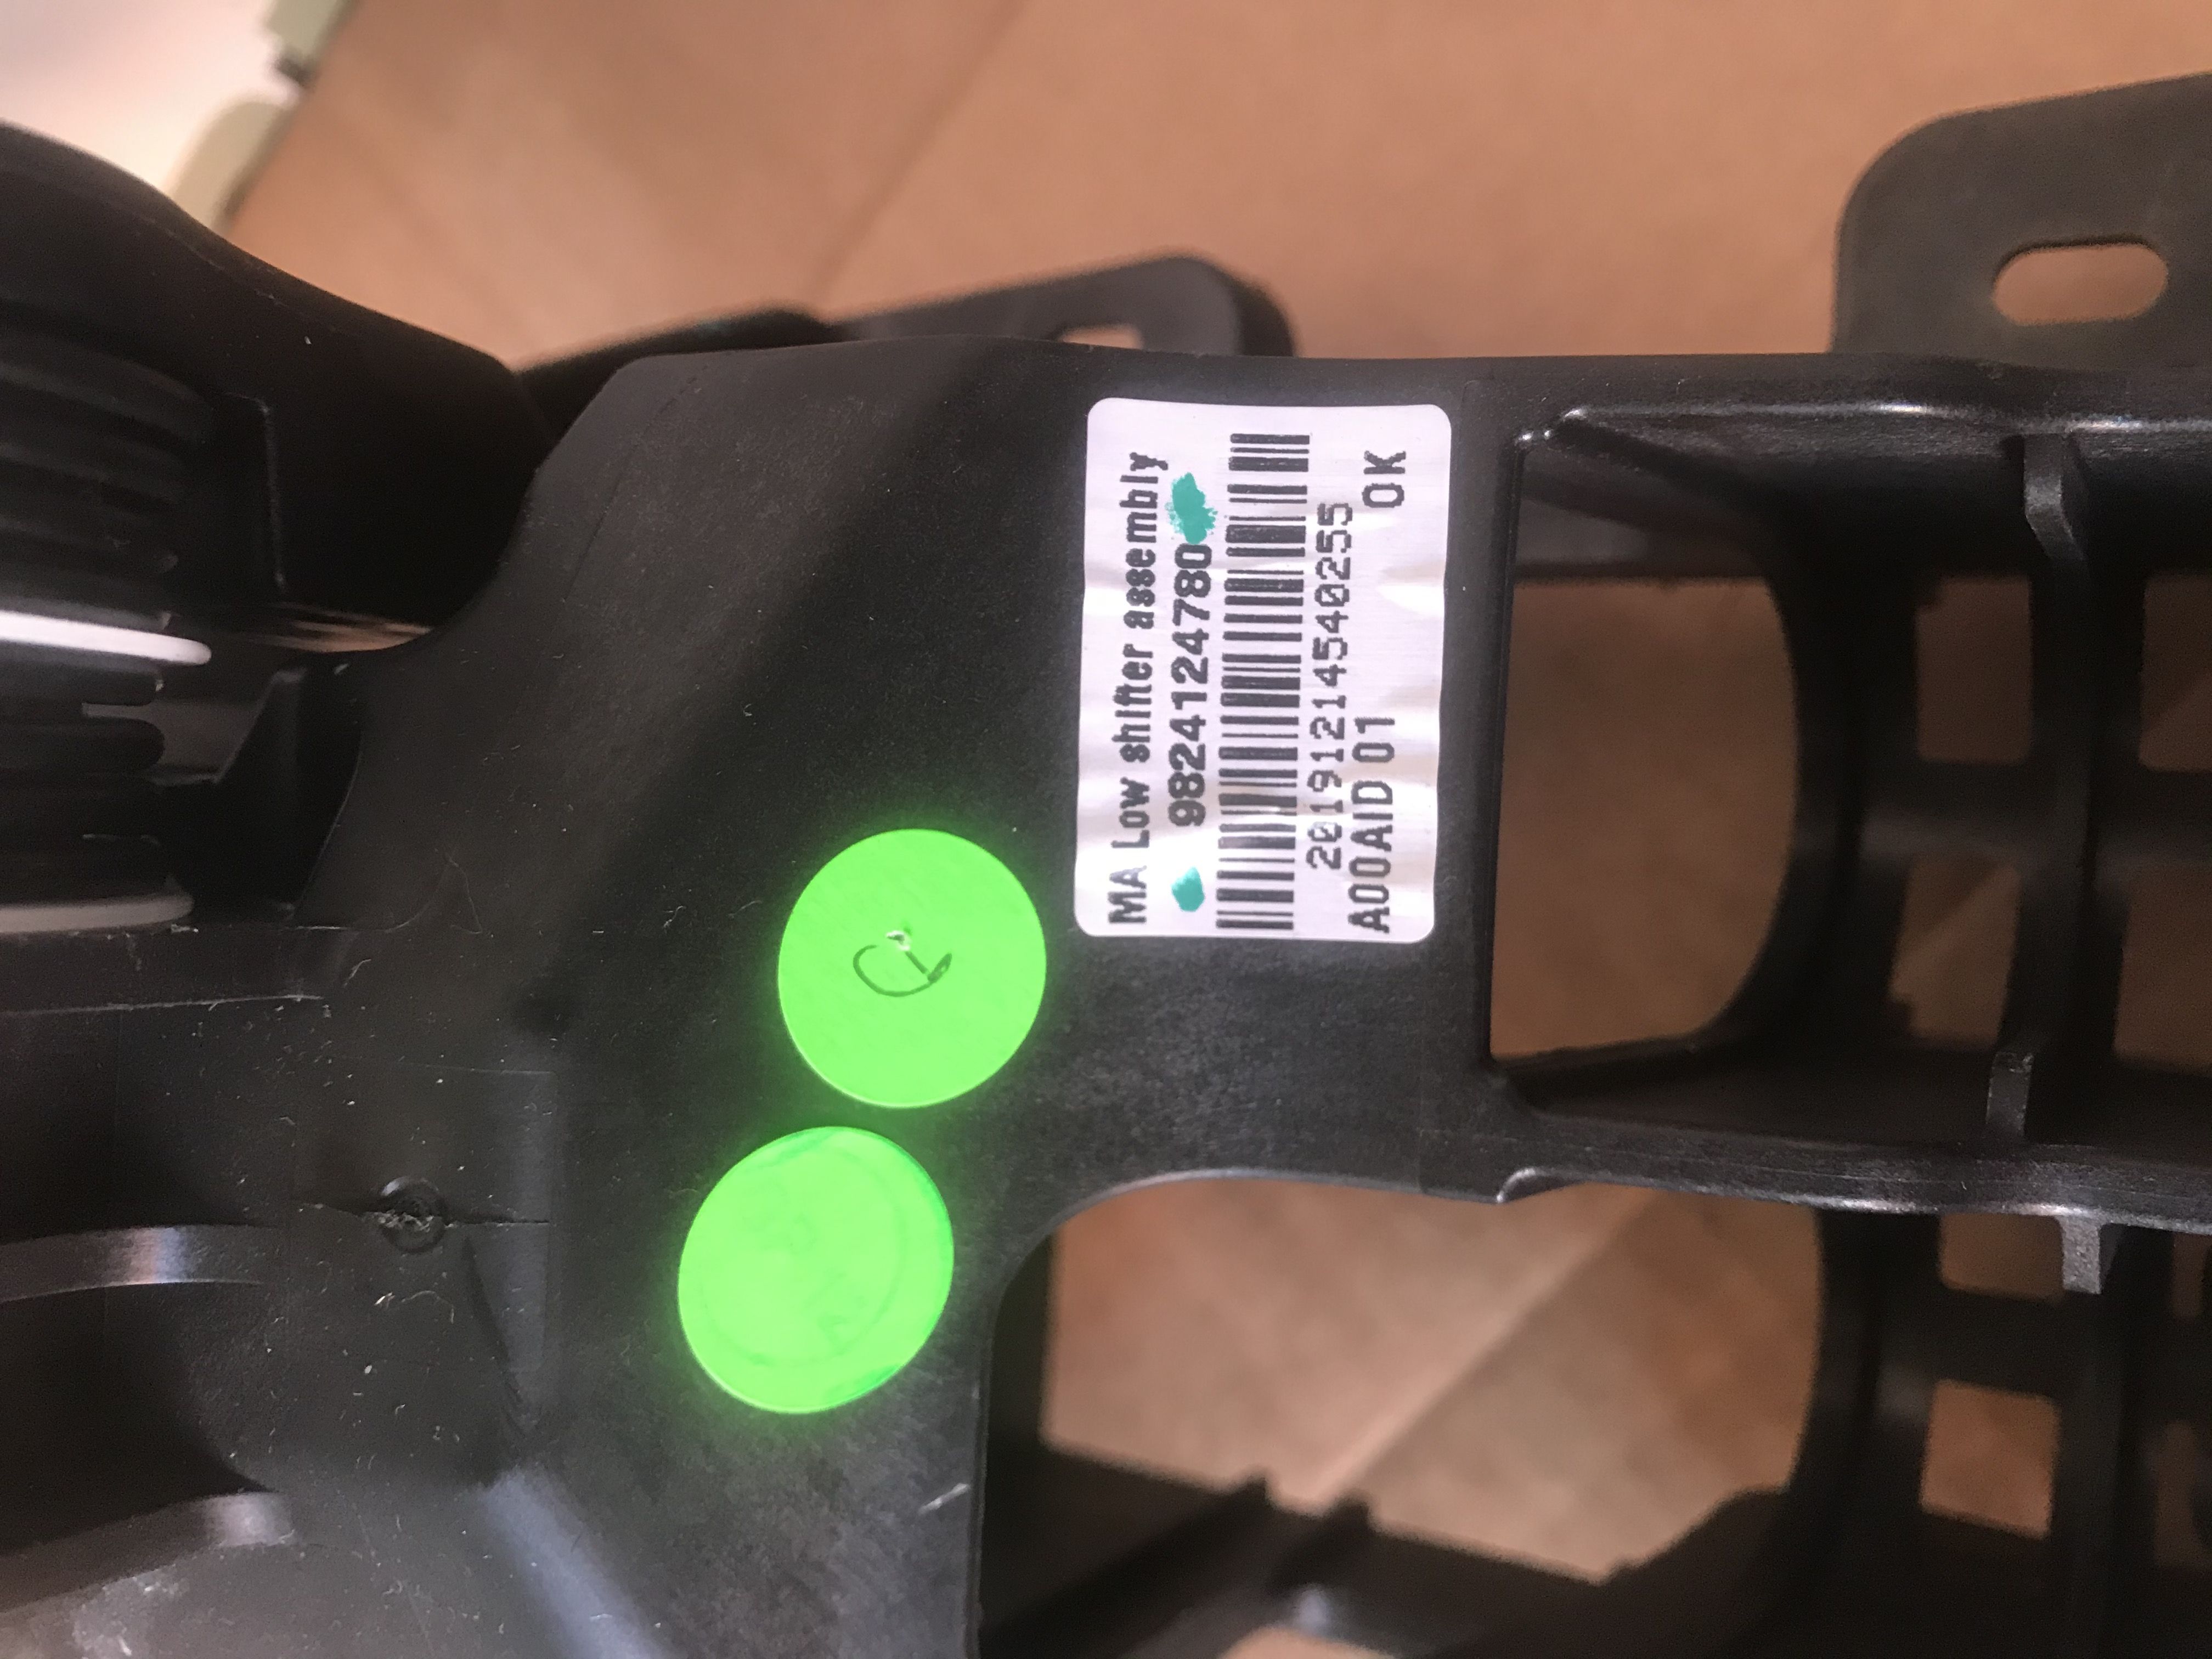 MA Low shifter assembly
9824124780
20191214540255
A00AID 01 OK